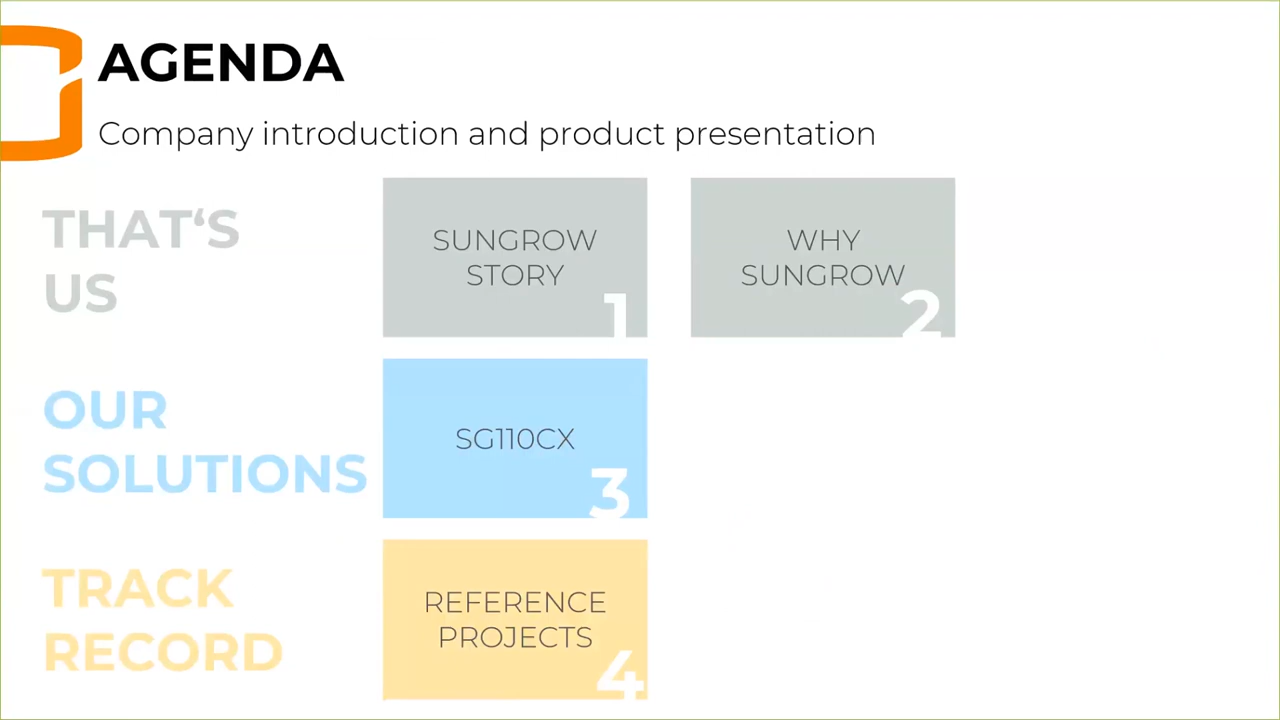 AGENDA
Company introduction and product presentation
THAT‘S
US
SUNGROW
STORY
1
WHY
SUNGROW
2
OUR
SOLUTIONS
SG110CX
3
TRACK
RECORD
REFERENCE
PROJECTS
4